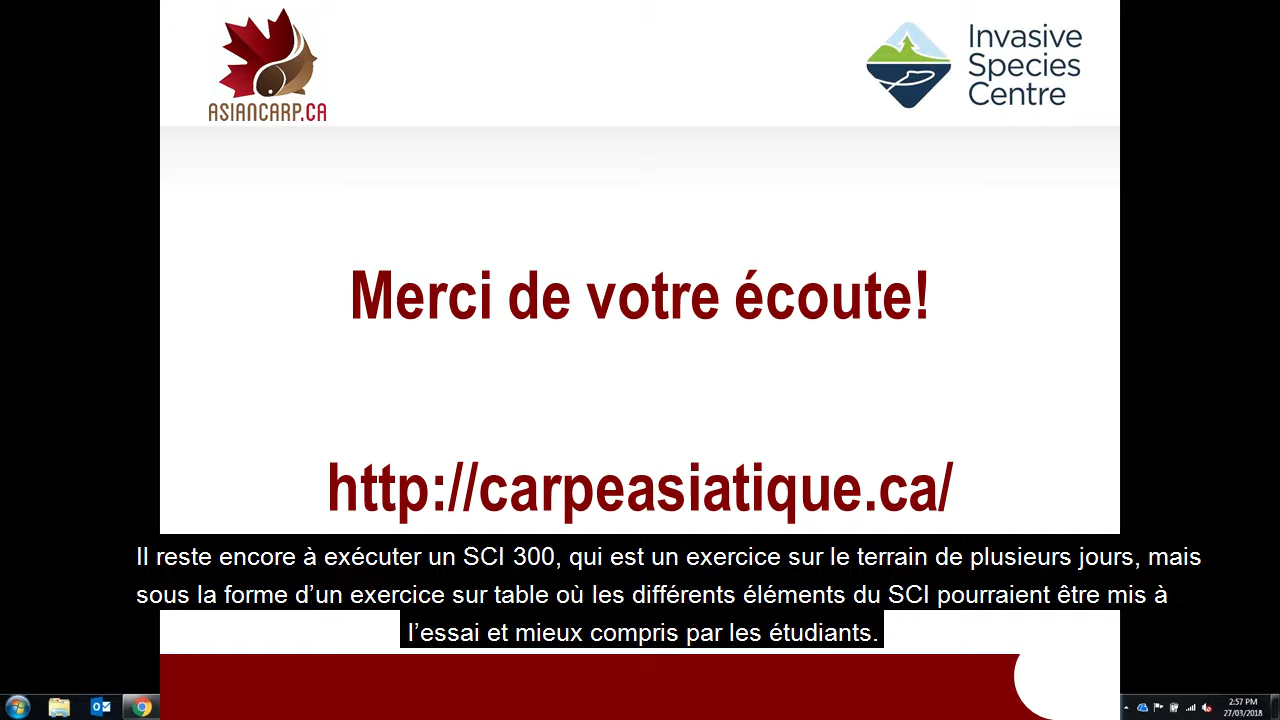 ASIANCARP.CA
Invasive
Species
Centre
Merci de votre écoute!
http://carpeasiatique.ca/
Il reste encore à exécuter un SCI 300, qui est un exercice sur le terrain de plusieurs jours, mais
sous la forme d’un exercice sur table où les différents éléments du SCI pourraient être mis à
l’essai et mieux compris par les étudiants.
2:57 PM
27/03/2018